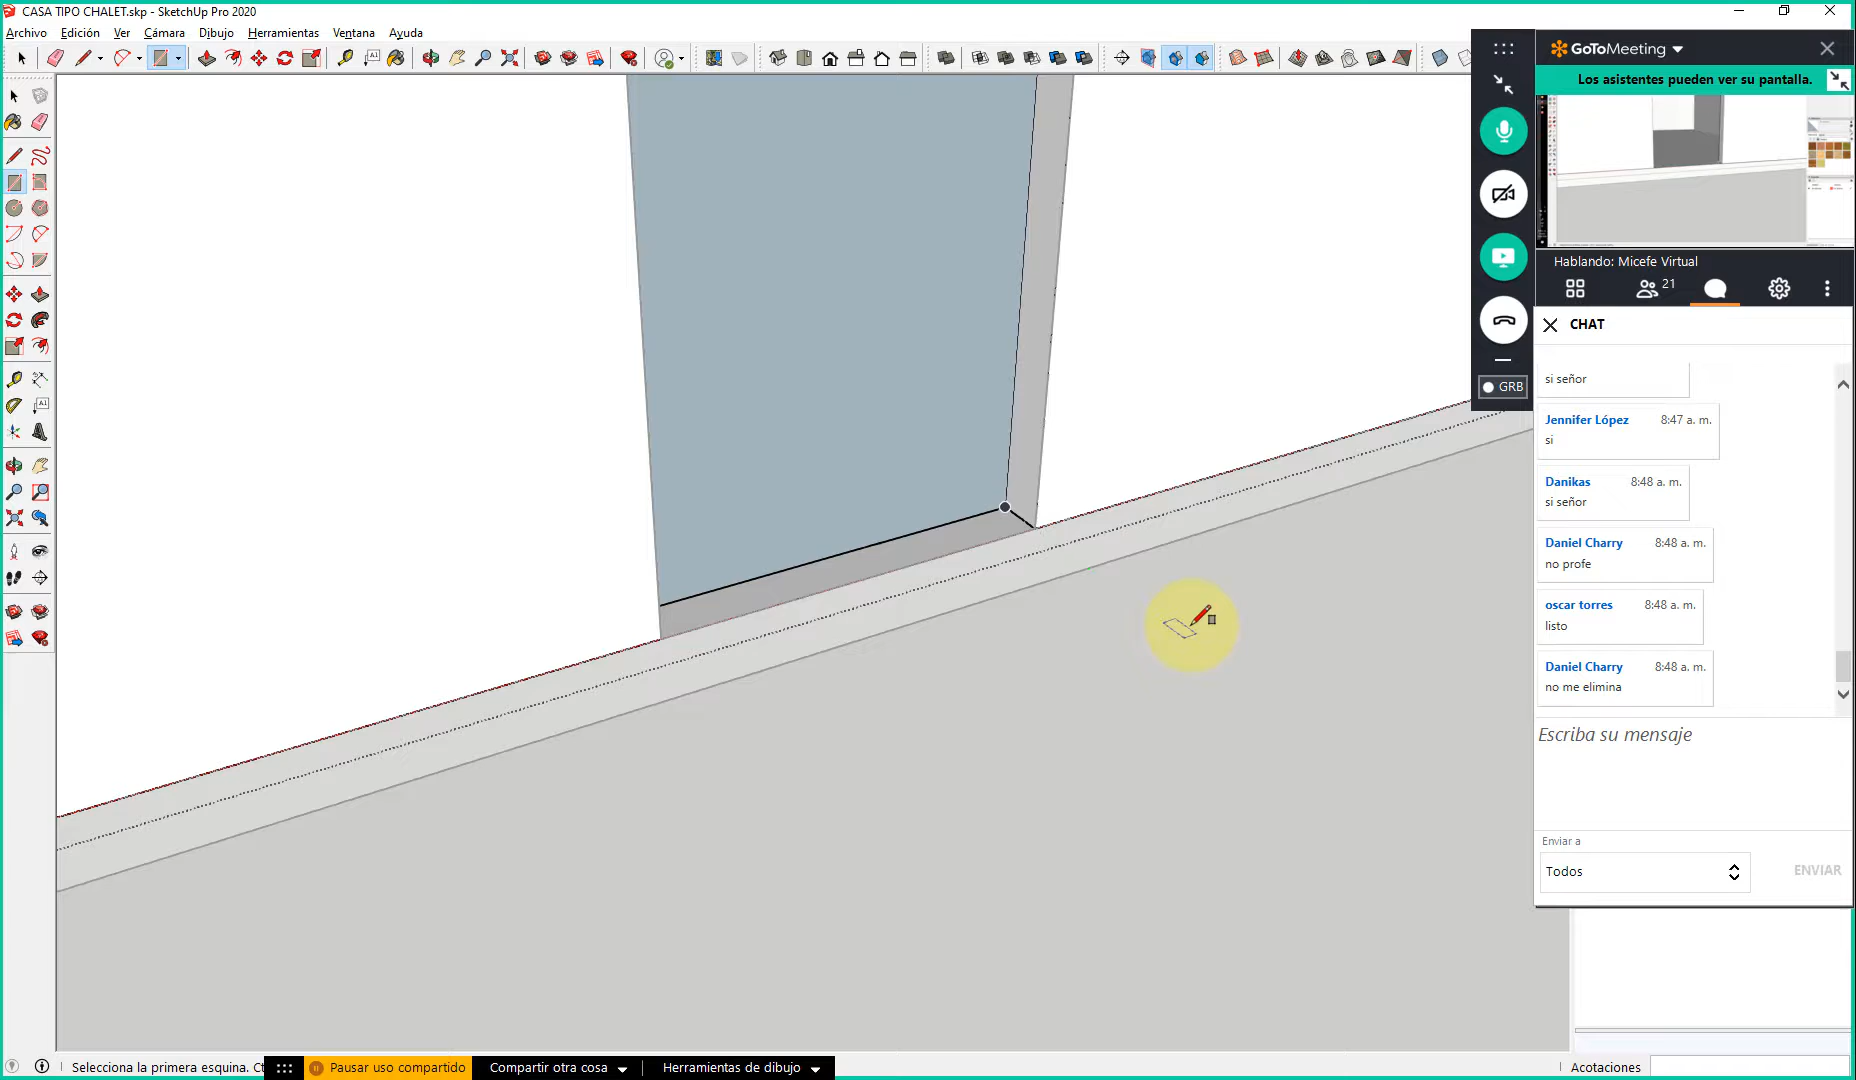 CASA TIPO CHALET.skp - SketchUp Pro 2020
Archivo Edición Ver Cámara Dibujo Herramientas Ventana Ayuda
GoToMeeting
Los asistentes pueden ver su pantalla.
Hablando: Micefe Virtual
21
CHAT
si señor
GRB
Jennifer López 8:47 a. m.
si
Danikas 8:48 a. m.
si señor
Daniel Charry 8:48 a. m.
no profe
oscar torres 8:48 a. m.
listo
Daniel Charry 8:48 a. m.
no me elimina
Escriba su mensaje
Enviar a
Todos
ENVIAR
Selecciona la primera esquina. Ct
Pausar uso compartido
Compartir otra cosa
Herramientas de dibujo
Acotaciones